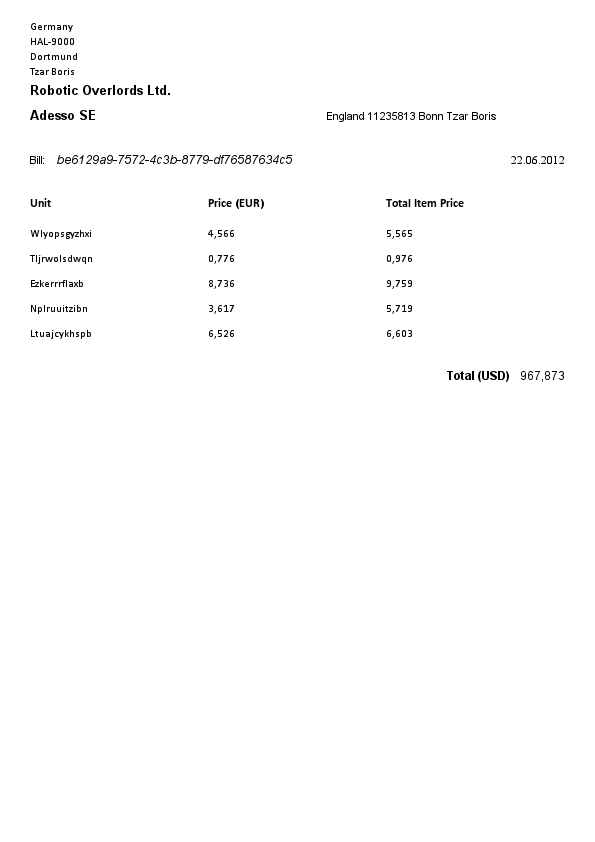 Germany
HAL-9000
Dortmund
Tzar Boris
Robotic Overlords Ltd.
Adesso SE England 11235813 Bonn Tzar Boris
Bill: be6129a9-7572-4c3b-8779-df76587634c5 22.06.2012
Unit Price (EUR) Total Item Price
Wlyopsgyzhxi 4,566 5,565
Tljrwolsdwqn 0,776 0,976
Ezkerrrflaxb 8,736 9,759
Nplruuitzibn 3,617 5,719
Ltuajcykhspb 6,526 6,603
Total (USD) 967,873